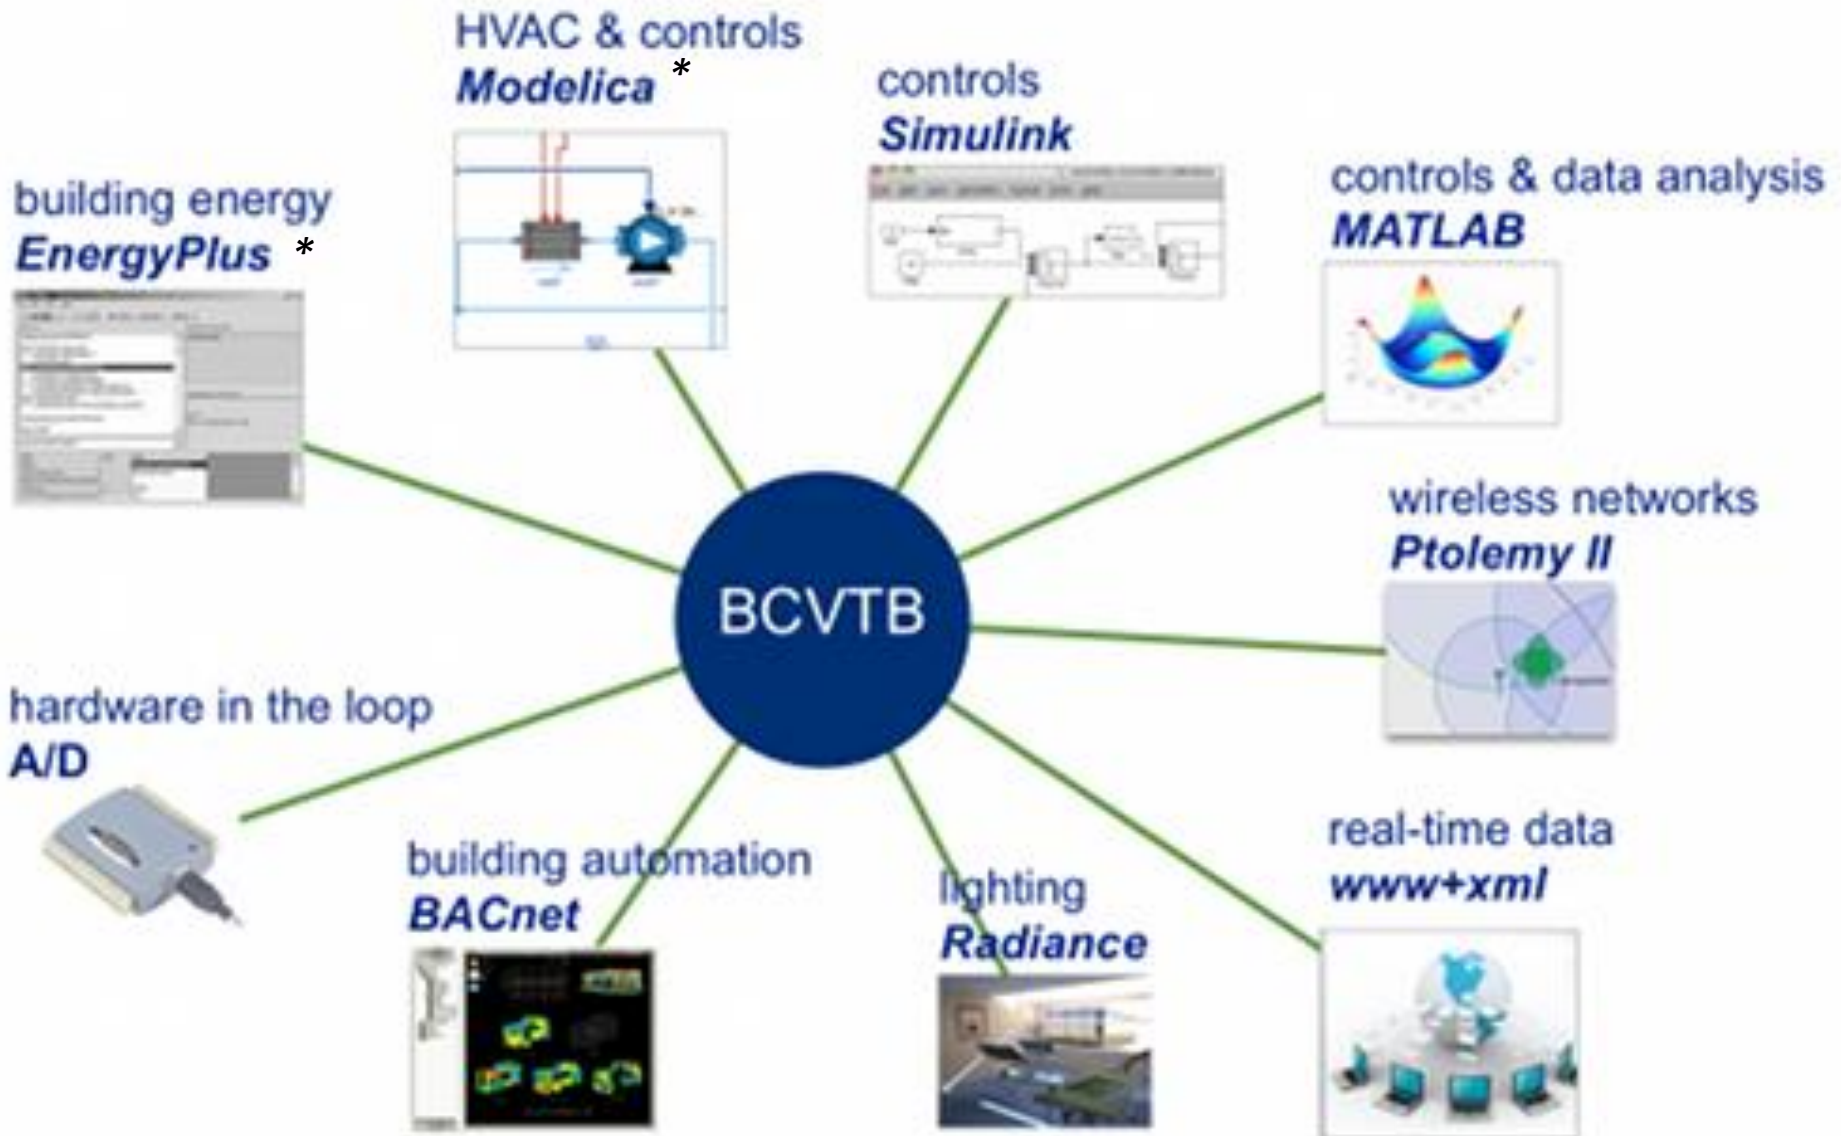 HVAC & controls
Modelica *
controls
Simulink
controls & data analysis
MATLAB
building energy
EnergyPlus *
wireless networks
Ptolemy II
BCVTB
hardware in the loop
A/D
building automation
BACnet
lighting
Radiance
real-time data
www+xml